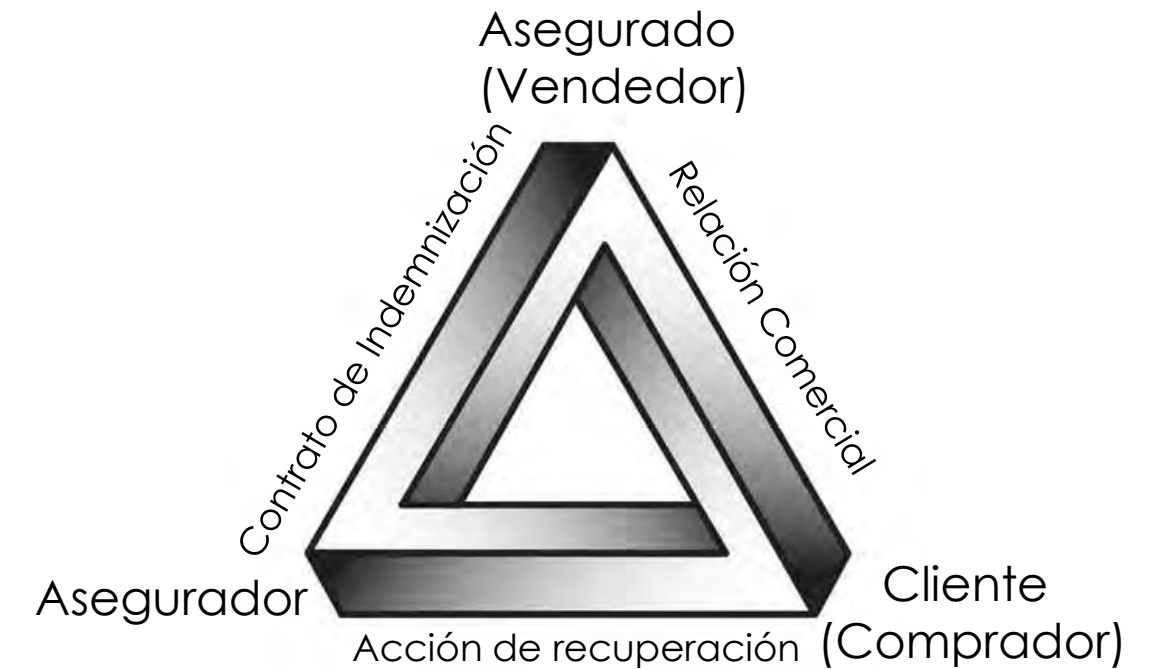 Asegurado
(Vendedor)
Contrato de Indemnización
Relación Comercial
Asegurador
Cliente
(Comprador)
Acción de recuperación